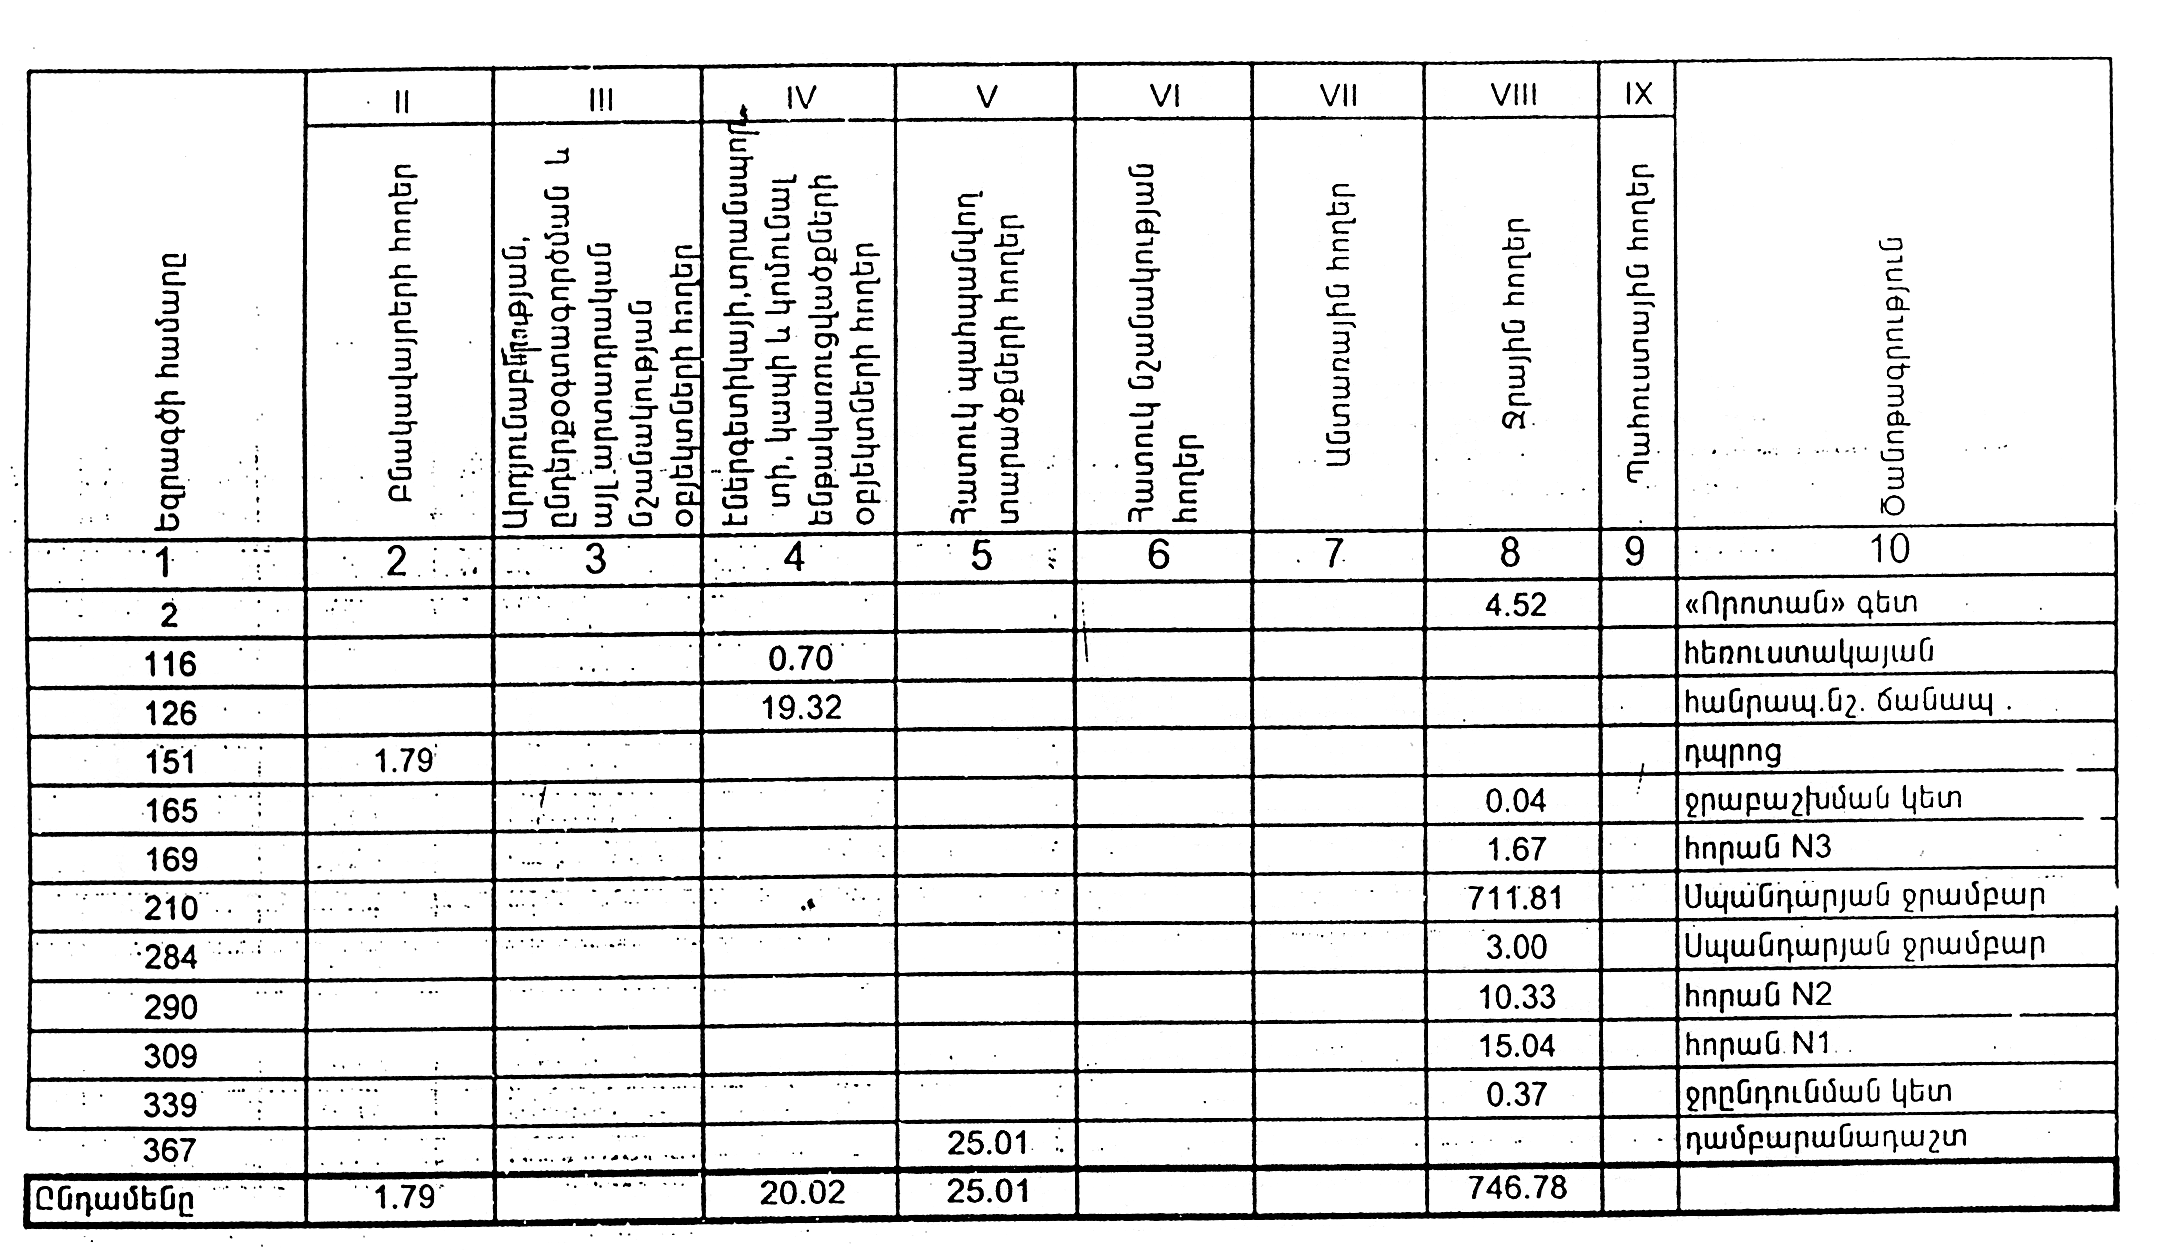 II III IV V VI VII VIII IX
Եզրագծի համարը
Բնակավայրերի հողեր
Արդյունաբերության,
ընդերքօգտագործման և
այլ արտադրական
նշանակության
օբյեկտների հողեր
էներգետիկայի,տրանսպոր
տի, կապի և կոմունալ
ենթակառուցվածքների
օբյեկտների հողեր
Հատուկ պահպանվող
տարածքների հողեր
Հատուկ նշանակության
հողեր
Անտառային հողեր
Ջրային հողեր
Պահուստային հողեր
Ծանոթագրություն
1 2 3 4 5 6 7 8 9 10
2 4.52 «Որոտան» գետ
116 0.70 հեռուստակայան
126 19.32 հանրապ.նշ. ճանապ.
151 1.79 դպրոց
165 0.04 ջրաբաշխման կետ
169 1.67 հորան N3
210 711.81 Սպանդարյան ջրամբար
284 3.00 Սպանդարյան ջրամբար
290 10.33 հորան N2
309 15.04 հորան N1
339 0.37 ջրընդունման կետ
367 25.01 դամբարանադաշտ
Ընդամենը 1.79 20.02 25.01 746.78